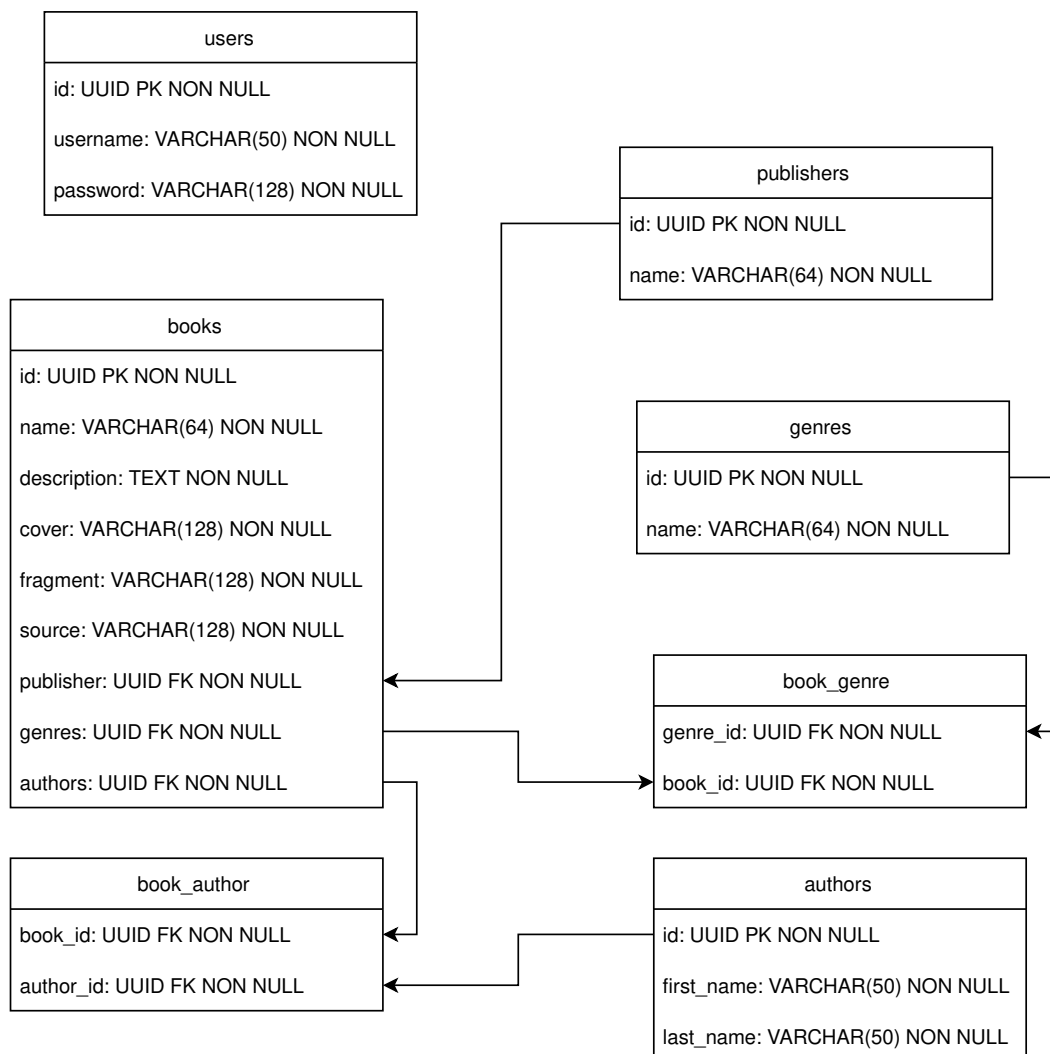 users
id: UUID PK NON NULL
username: VARCHAR(50) NON NULL
password: VARCHAR(128) NON NULL
publishers
id: UUID PK NON NULL
name: VARCHAR(64) NON NULL
books
id: UUID PK NON NULL
name: VARCHAR(64) NON NULL
description: TEXT NON NULL
cover: VARCHAR(128) NON NULL
fragment: VARCHAR(128) NON NULL
source: VARCHAR(128) NON NULL
publisher: UUID FK NON NULL
genres: UUID FK NON NULL
authors: UUID FK NON NULL
genres
id: UUID PK NON NULL
name: VARCHAR(64) NON NULL
book_genre
genre_id: UUID FK NON NULL
book_id: UUID FK NON NULL
book_author
book_id: UUID FK NON NULL
author_id: UUID FK NON NULL
authors
id: UUID PK NON NULL
first_name: VARCHAR(50) NON NULL
last_name: VARCHAR(50) NON NULL